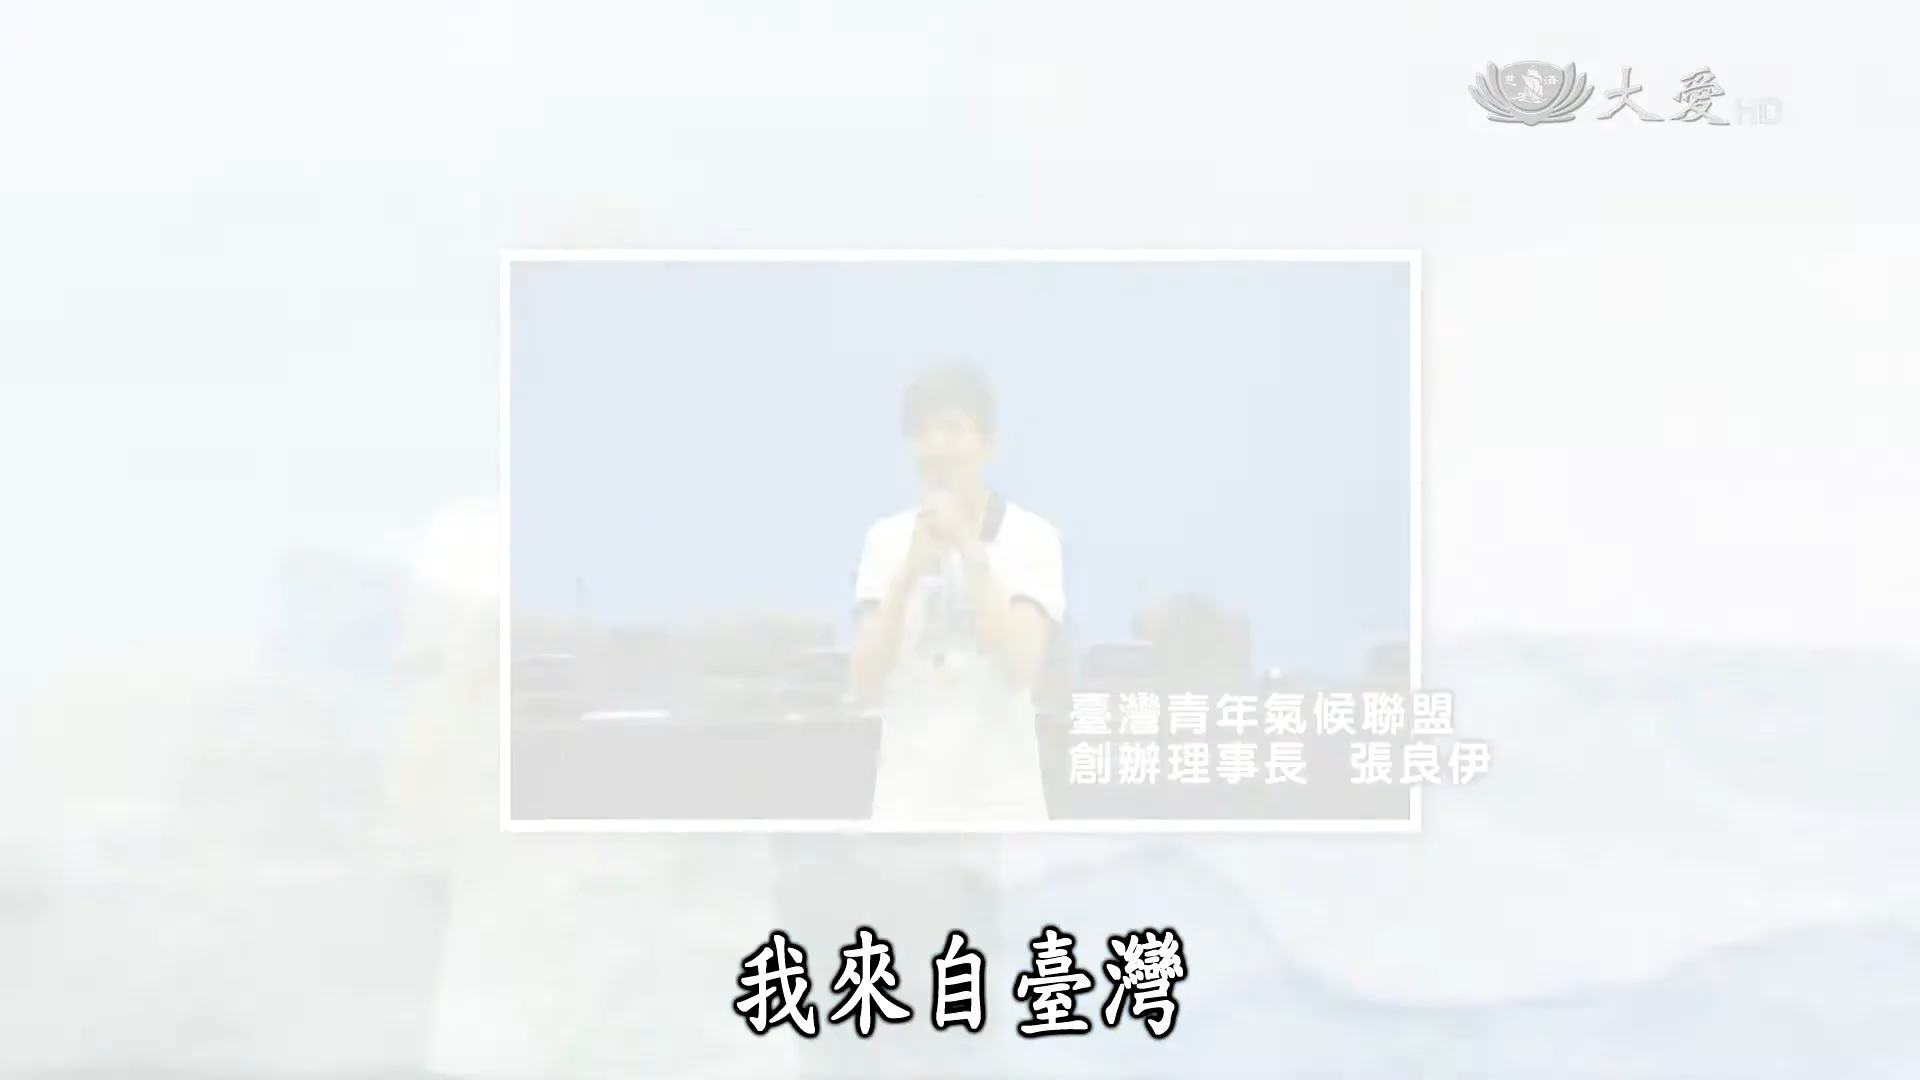 大愛HD
臺灣青年氣候聯盟
創辦理事長 張良伊
我來自臺灣